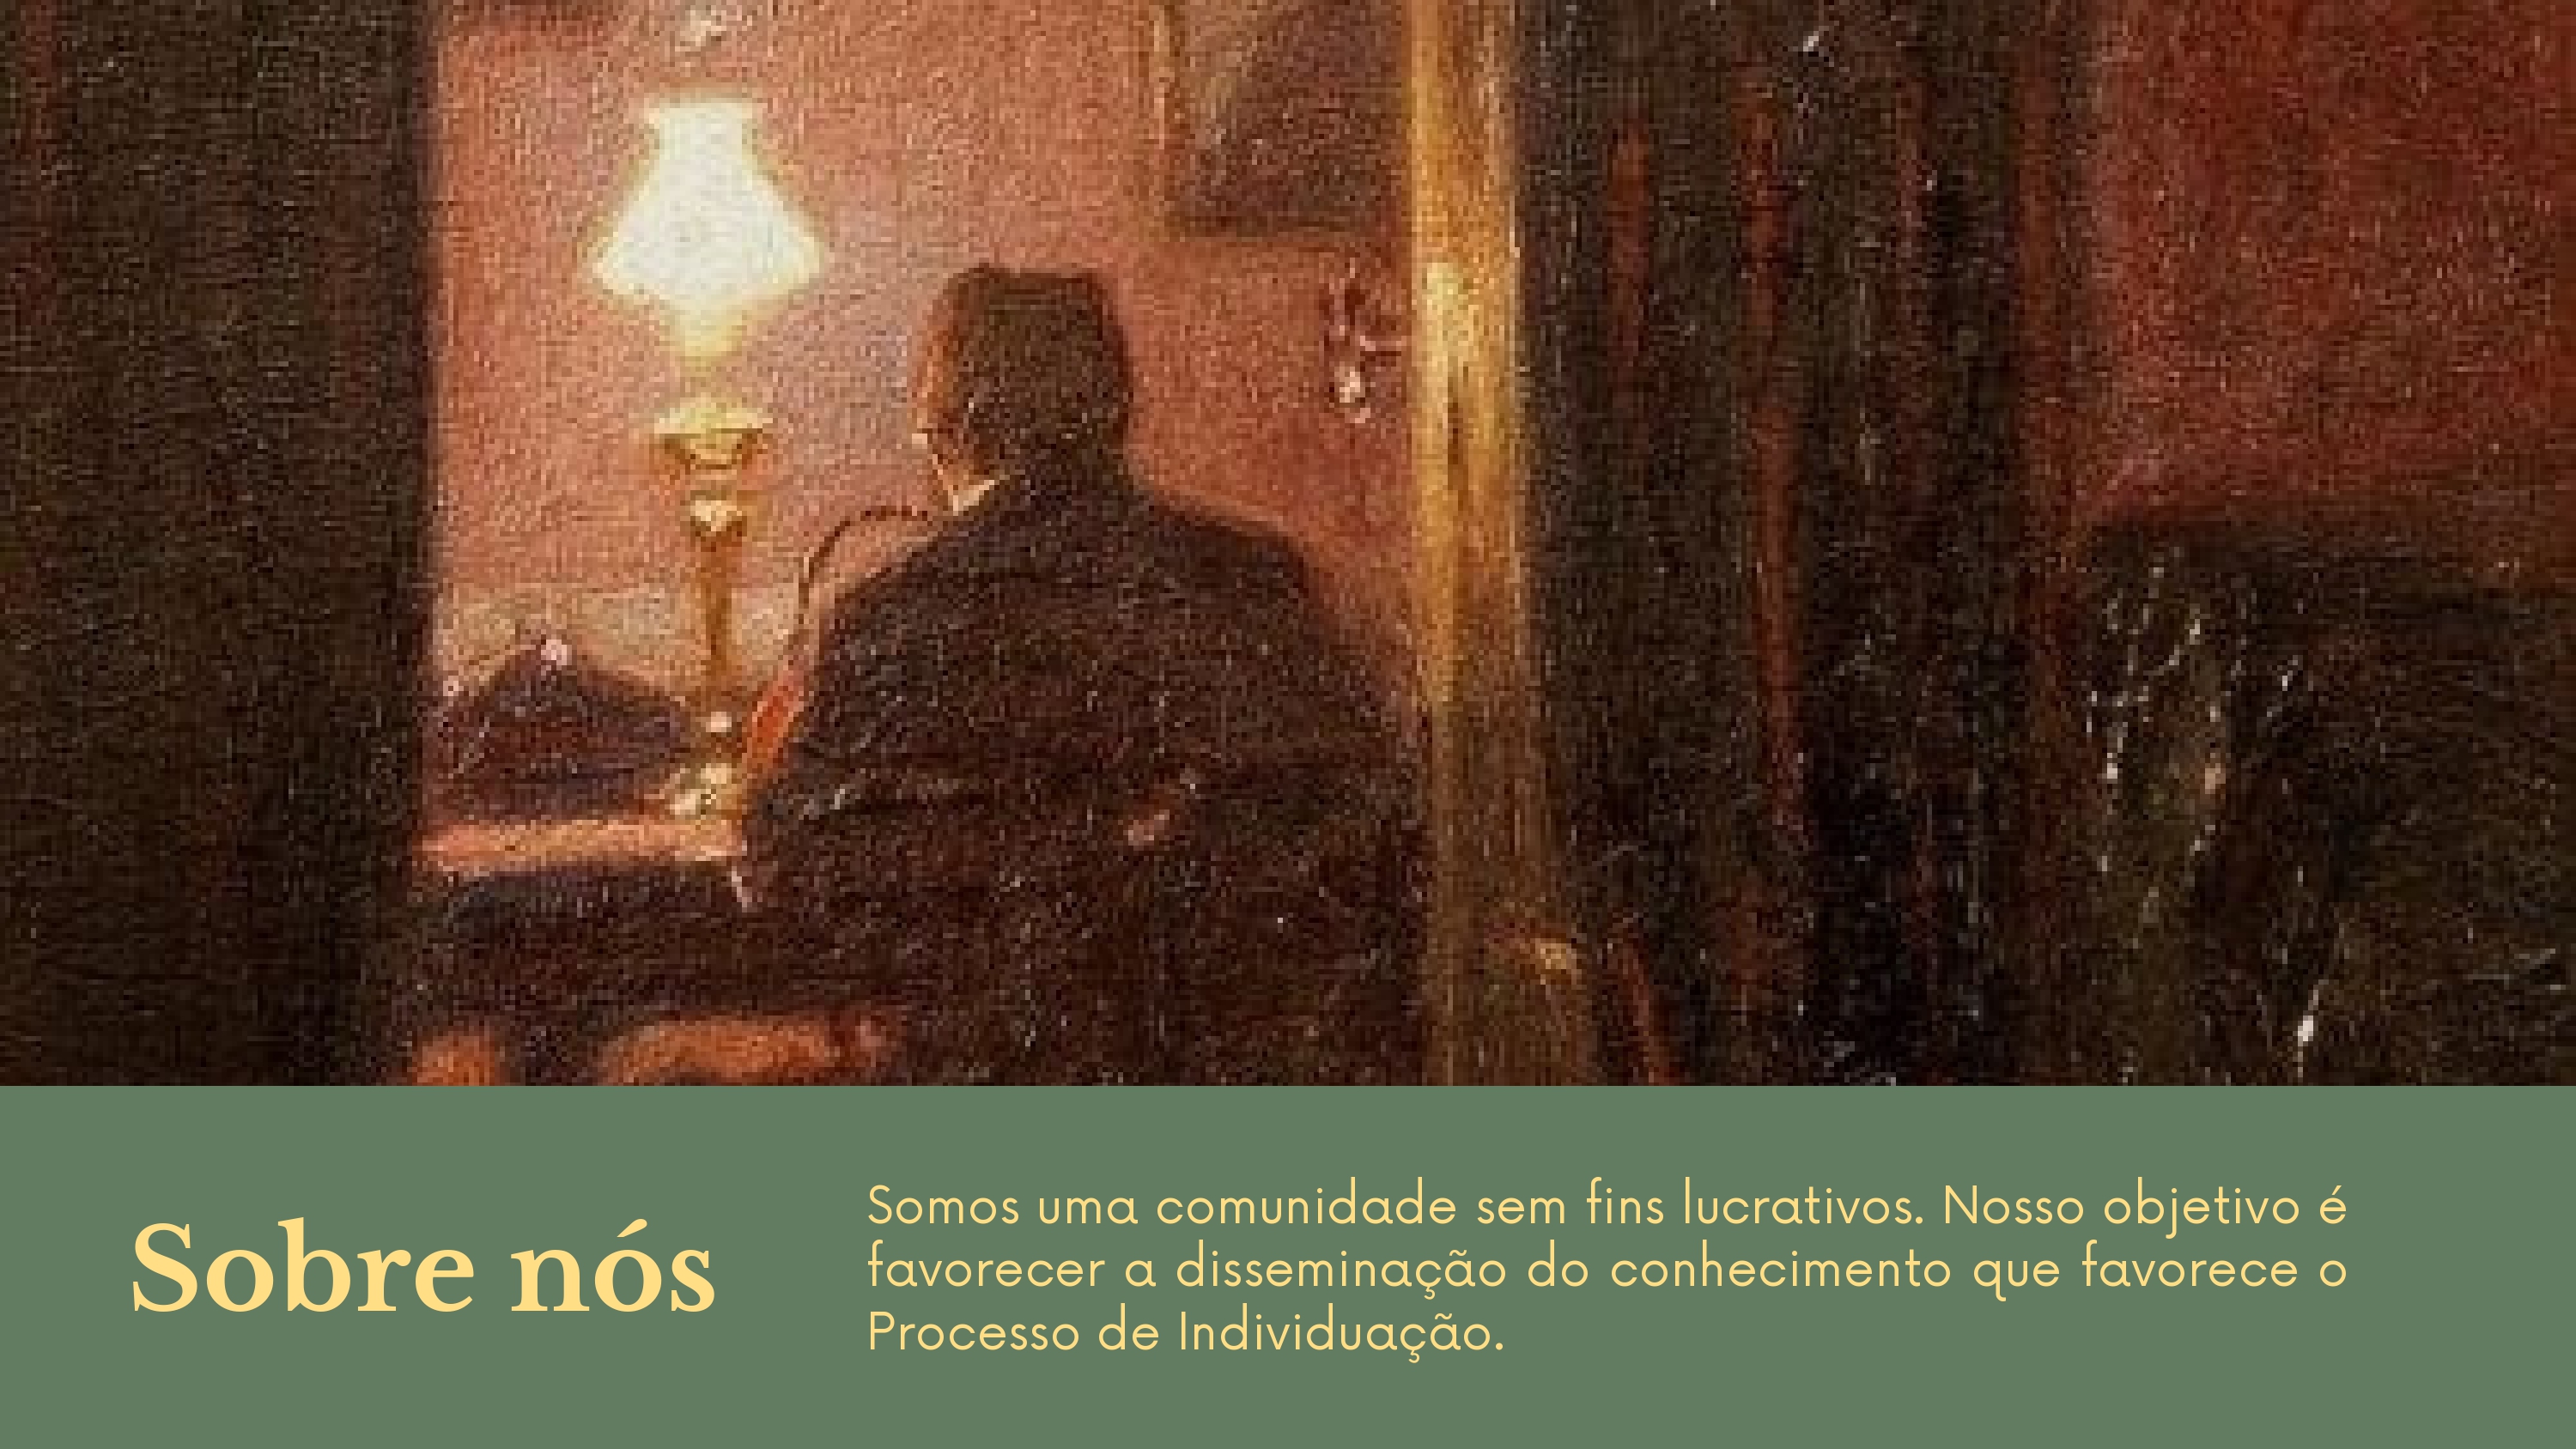 Sobre nós
Somos uma comunidade sem fins lucrativos. Nosso objetivo é
favorecer a disseminação do conhecimento que favorece o
Processo de Individuação.